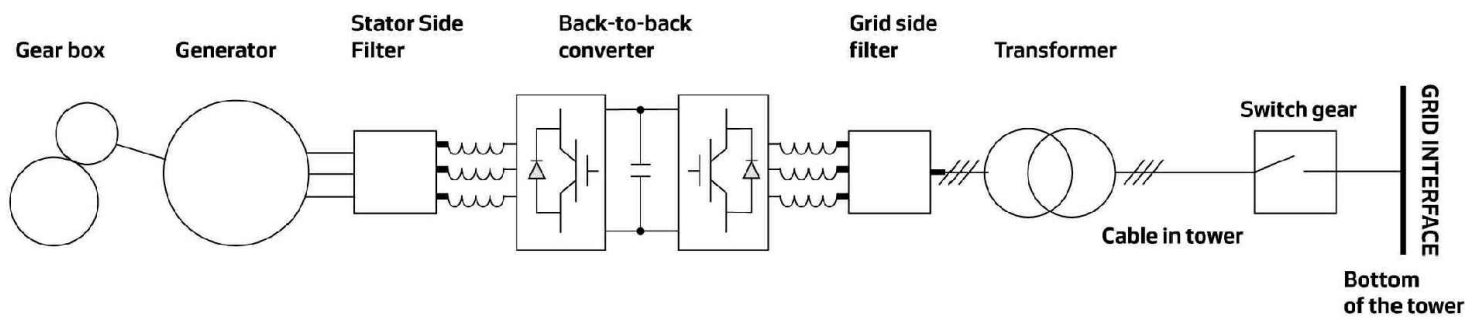 Gear box
Generator
Stator Side
Filter
Back-to-back
converter
Grid side
filter
Transformer
Switch gear
GRID INTERFACE
Cable in tower
Bottom
of the tower